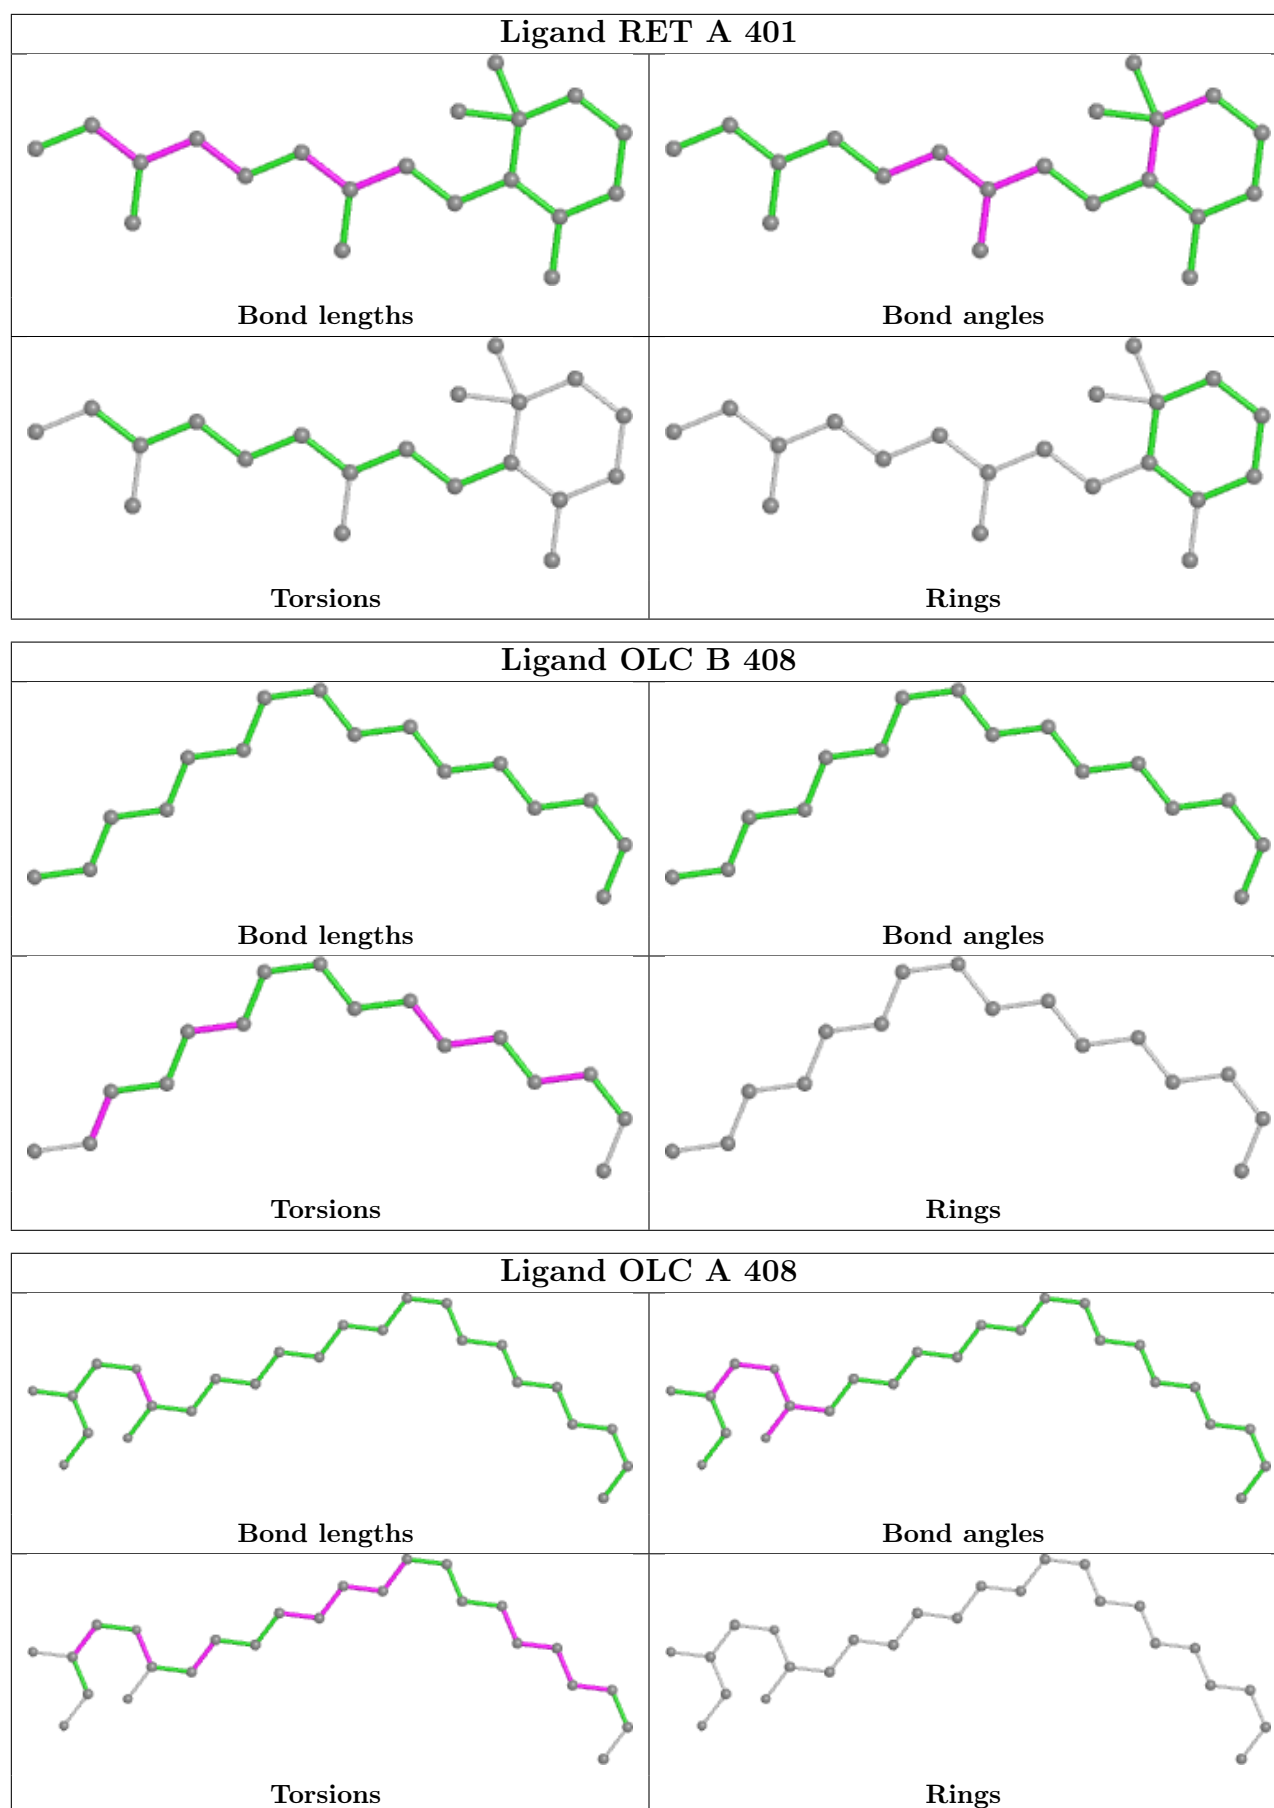 Ligand RET A 401
Bond lengths
Bond angles
Torsions
Rings
Ligand OLC B 408
Bond lengths
Bond angles
Torsions
Rings
Ligand OLC A 408
Bond lengths
Bond angles
Torsions
Rings